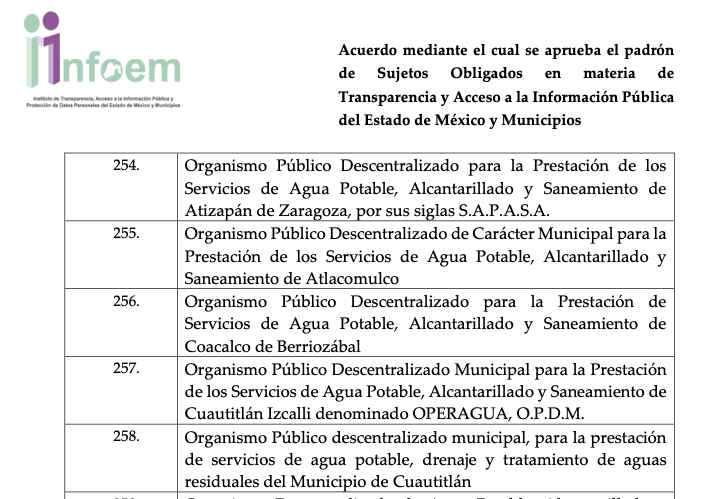 infoem
Instituto de Transparencia, Acceso a la Información Pública y
Protección de Datos Personales del Estado de México y Municipios
Acuerdo mediante el cual se aprueba el padrón
de Sujetos Obligados en materia de
Transparencia y Acceso a la Información Pública
del Estado de México y Municipios
254. Organismo Público Descentralizado para la Prestación de los
Servicios de Agua Potable, Alcantarillado y Saneamiento de
Atizapán de Zaragoza, por sus siglas S.A.P.A.S.A.
255. Organismo Público Descentralizado de Carácter Municipal para la
Prestación de los Servicios de Agua Potable, Alcantarillado y
Saneamiento de Atlacomulco
256. Organismo Público Descentralizado para la Prestación de
Servicios de Agua Potable, Alcantarillado y Saneamiento de
Coacalco de Berriozábal
257. Organismo Público Descentralizado Municipal para la Prestación
de los Servicios de Agua Potable, Alcantarillado y Saneamiento de
Cuautitlán Izcalli denominado OPERAGUA, O.P.D.M.
258. Organismo Público descentralizado municipal, para la prestación
de servicios de agua potable, drenaje y tratamiento de aguas
residuales del Municipio de Cuautitlán